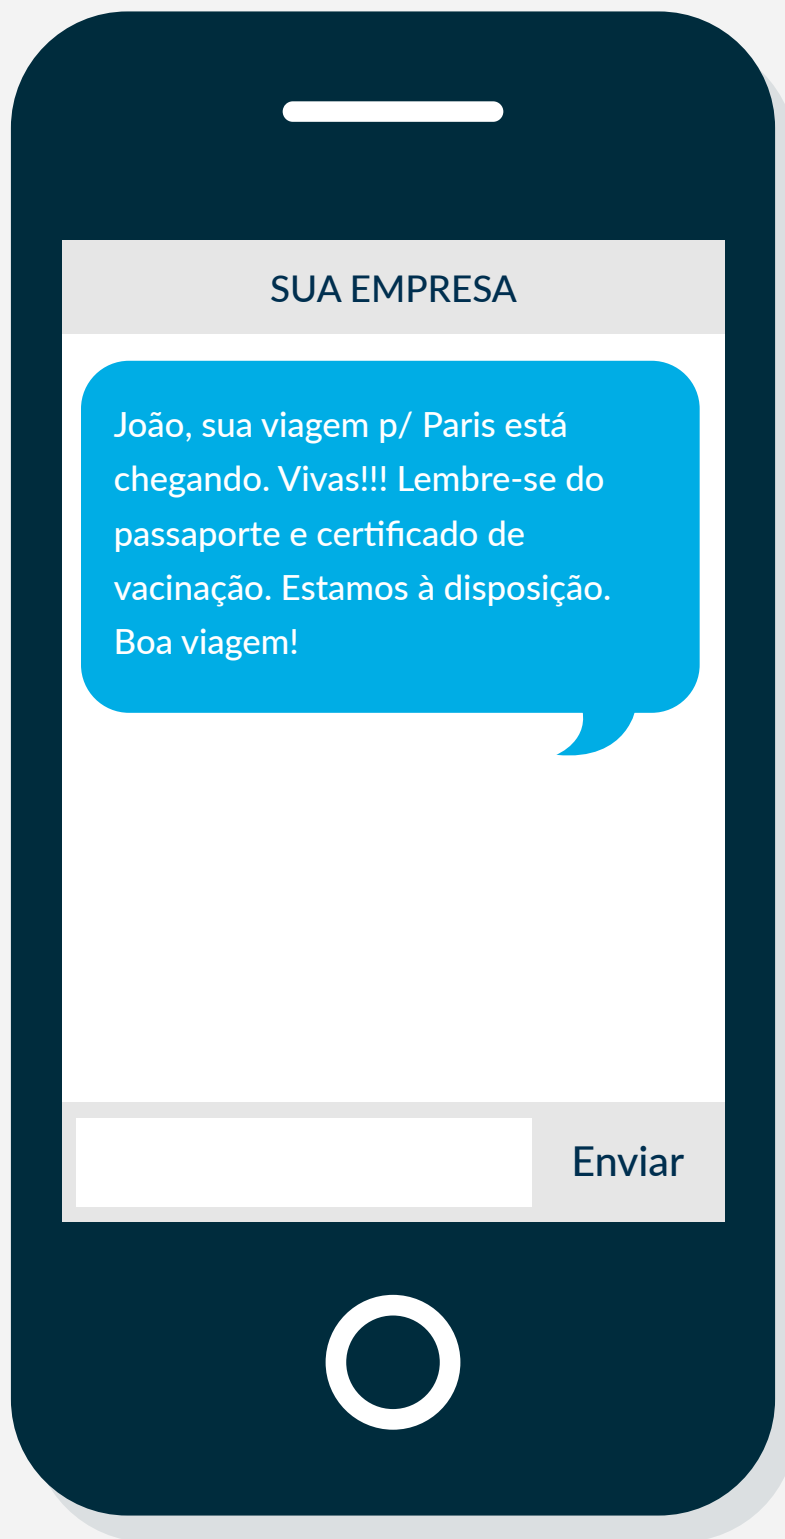 SUA EMPRESA
João, sua viagem p/ Paris está
chegando. Vivas!!! Lembre-se do
passaporte e certificado de
vacinação. Estamos à disposição.
Boa viagem!
Enviar